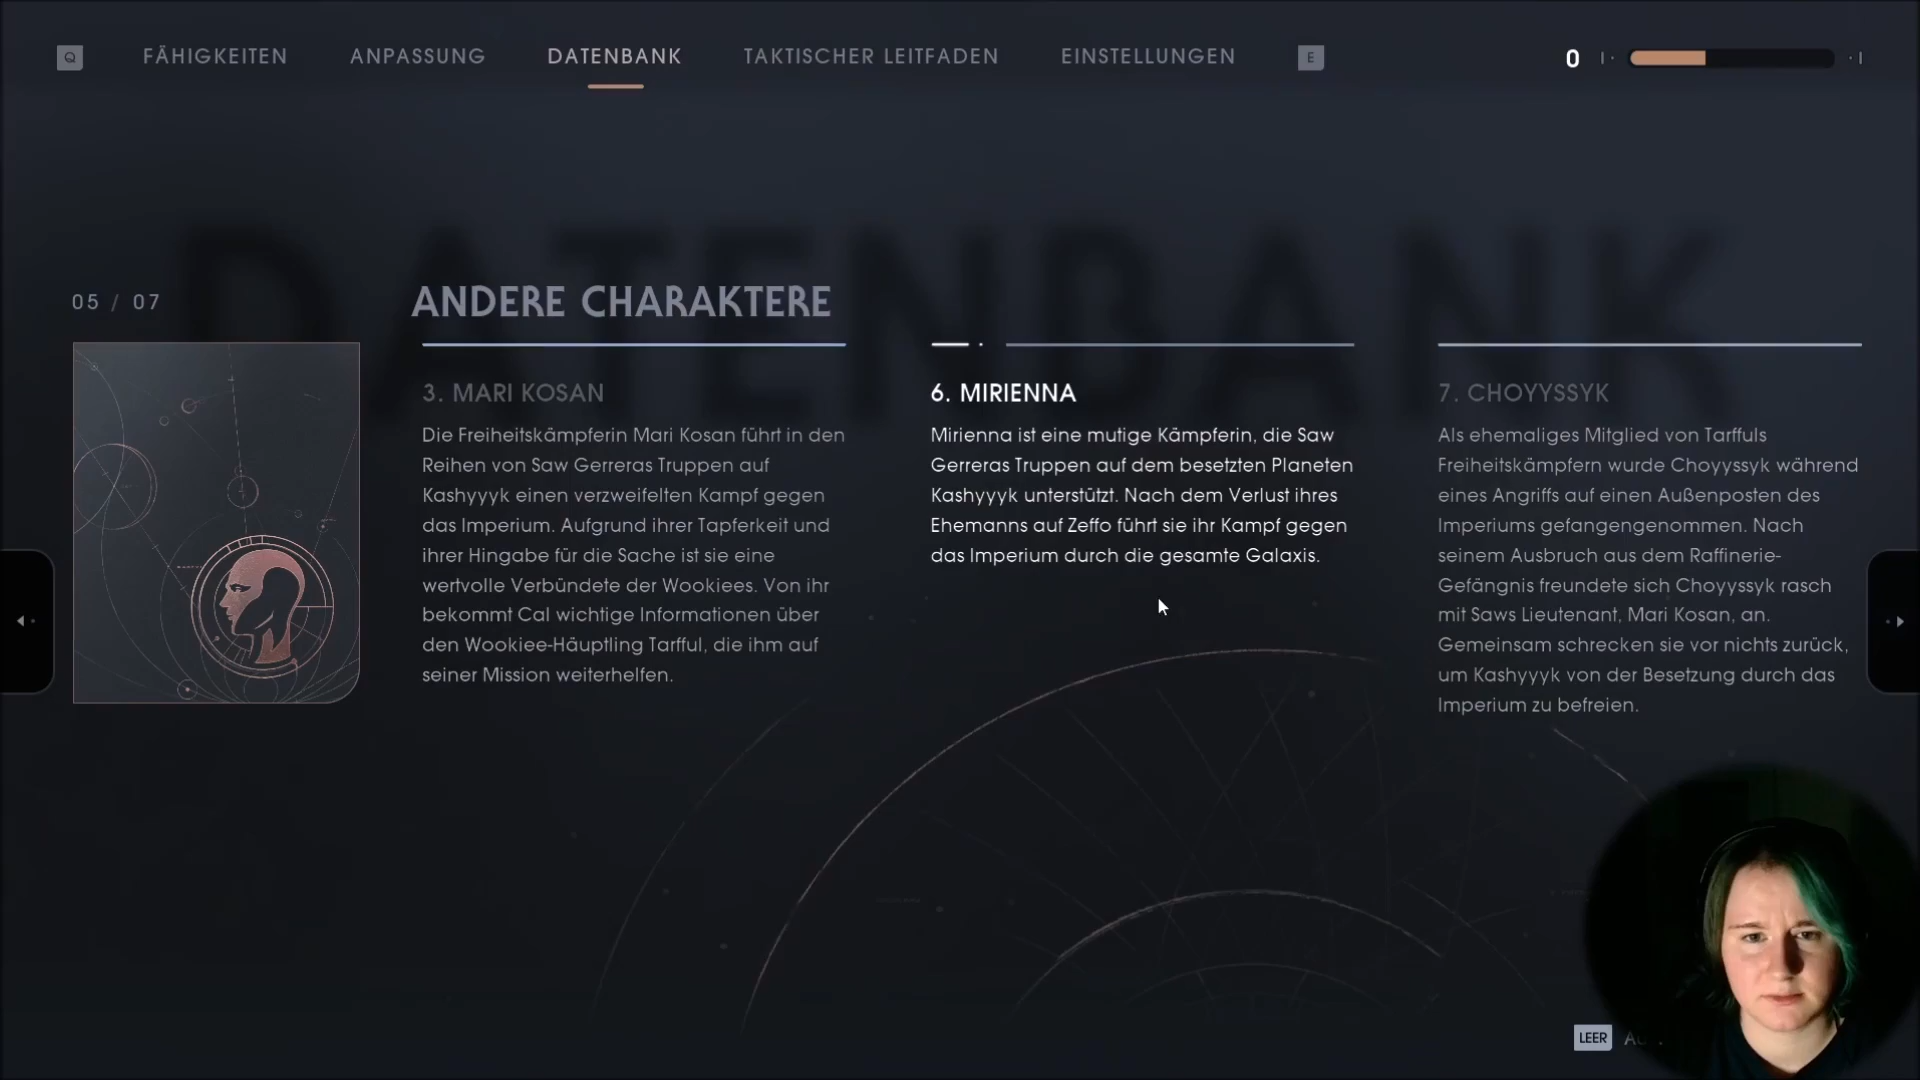 Q FÄHIGKEITEN ANPASSUNG DATENBANK TAKTISCHER LEITFADEN EINSTELLUNGEN E 0
DATENBANK
05 / 07
ANDERE CHARAKTERE
3. MARI KOSAN
Die Freiheitskämpferin Mari Kosan führt in den
Reihen von Saw Gerreras Truppen auf
Kashyyyk einen verzweifelten Kampf gegen
das Imperium. Aufgrund ihrer Tapferkeit und
ihrer Hingabe für die Sache ist sie eine
wertvolle Verbündete der Wookiees. Von ihr
bekommt Cal wichtige Informationen über
den Wookiee-Häuptling Tarfful, die ihm auf
seiner Mission weiterhelfen.
6. MIRIENNA
Mirienna ist eine mutige Kämpferin, die Saw
Gerreras Truppen auf dem besetzten Planeten
Kashyyyk unterstützt. Nach dem Verlust ihres
Ehemanns auf Zeffo führt sie ihr Kampf gegen
das Imperium durch die gesamte Galaxis.
7. CHOYYSSYK
Als ehemaliges Mitglied von Tarffuls
Freiheitskämpfern wurde Choyyssyk während
eines Angriffs auf einen Außenposten des
Imperiums gefangengenommen. Nach
seinem Ausbruch aus dem Raffinerie-
Gefängnis freundete sich Choyyssyk rasch
mit Saws Lieutenant, Mari Kosan, an.
Gemeinsam schrecken sie vor nichts zurück,
um Kashyyyk von der Besetzung durch das
Imperium zu befreien.
LEER